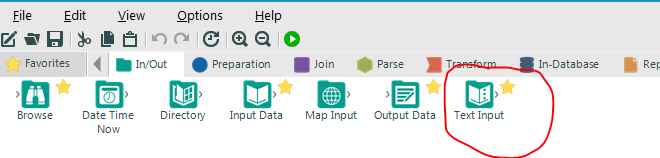 File Edit View Options Help
Favorites In/Out Preparation Join Parse Transform In-Database Rep
Browse Date Time Now Directory Input Data Map Input Output Data Text Input